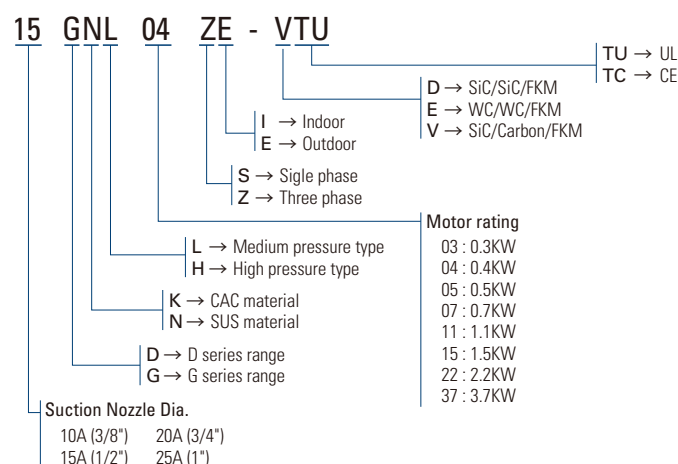 15 GNL 04 ZE - VTU
TU → UL
TC → CE
D → SiC/SiC/FKM
E → WC/WC/FKM
V → SiC/Carbon/FKM
I → Indoor
E → Outdoor
S → Sigle phase
Z → Three phase
Motor rating
03 : 0.3KW
04 : 0.4KW
05 : 0.5KW
07 : 0.7KW
11 : 1.1KW
15 : 1.5KW
22 : 2.2KW
37 : 3.7KW
L → Medium pressure type
H → High pressure type
K → CAC material
N → SUS material
D → D series range
G → G series range
Suction Nozzle Dia.
10A (3/8") 20A (3/4")
15A (1/2") 25A (1")